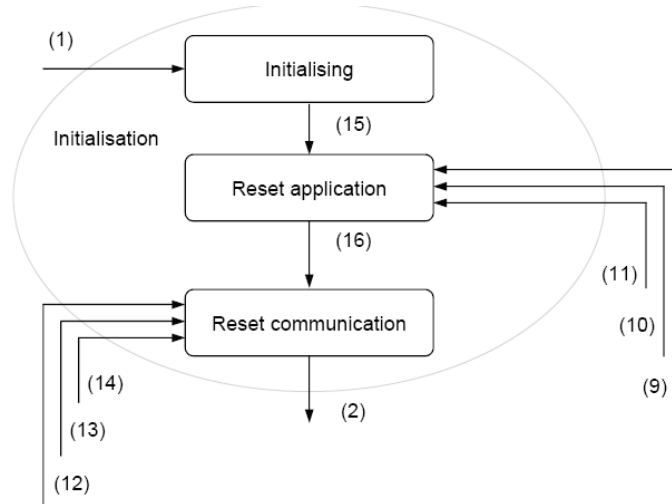 (1)
Initialising
(15)
Initialisation
Reset application
(16)
(11)
Reset communication
(10)
(14)
(9)
(2)
(13)
(12)